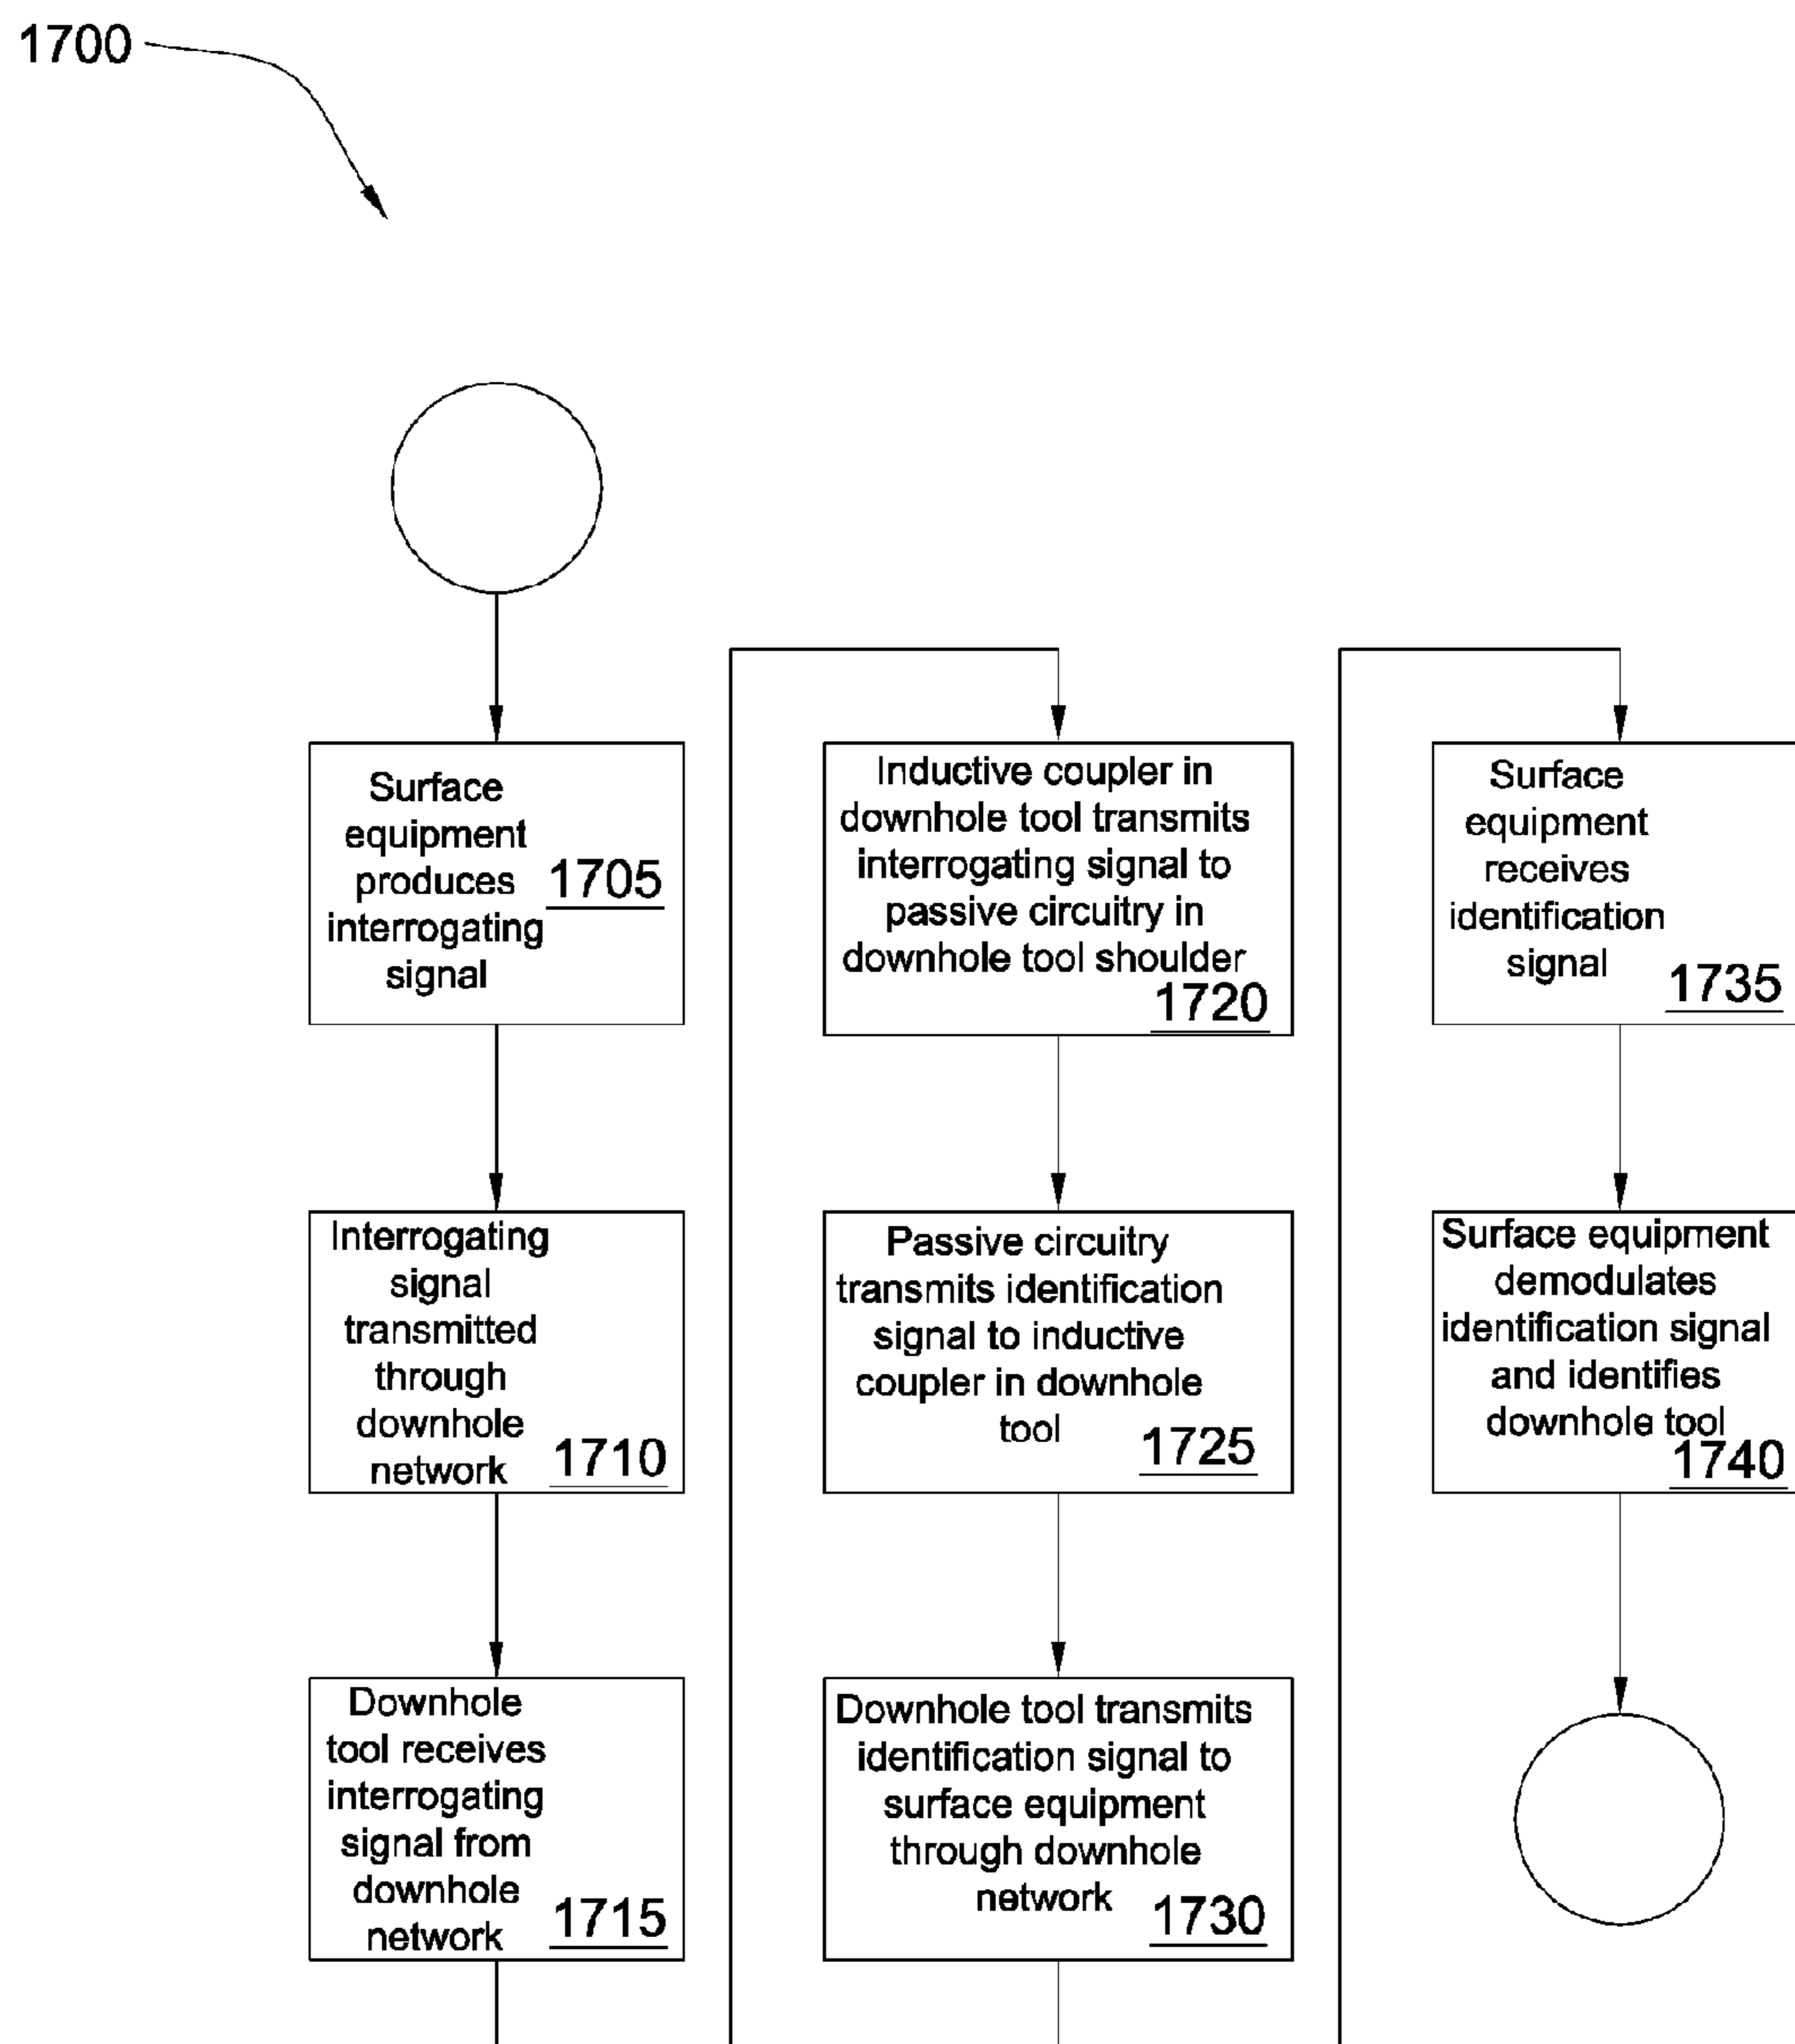 1700
Surface
equipment
produces
interrogating
signal
1705
Interrogating
signal
transmitted
through
downhole
network
1710
Downhole
tool receives
interrogating
signal from
downhole
network
1715
Inductive coupler in
downhole tool transmits
interrogating signal to
passive circuitry in
downhole tool shoulder
1720
Passive circuitry
transmits identification
signal to inductive
coupler in downhole
tool
1725
Downhole tool transmits
identification signal to
surface equipment
through downhole
network
1730
Surface
equipment
receives
identification
signal
1735
Surface equipment
demodulates
identification signal
and identifies
downhole tool
1740